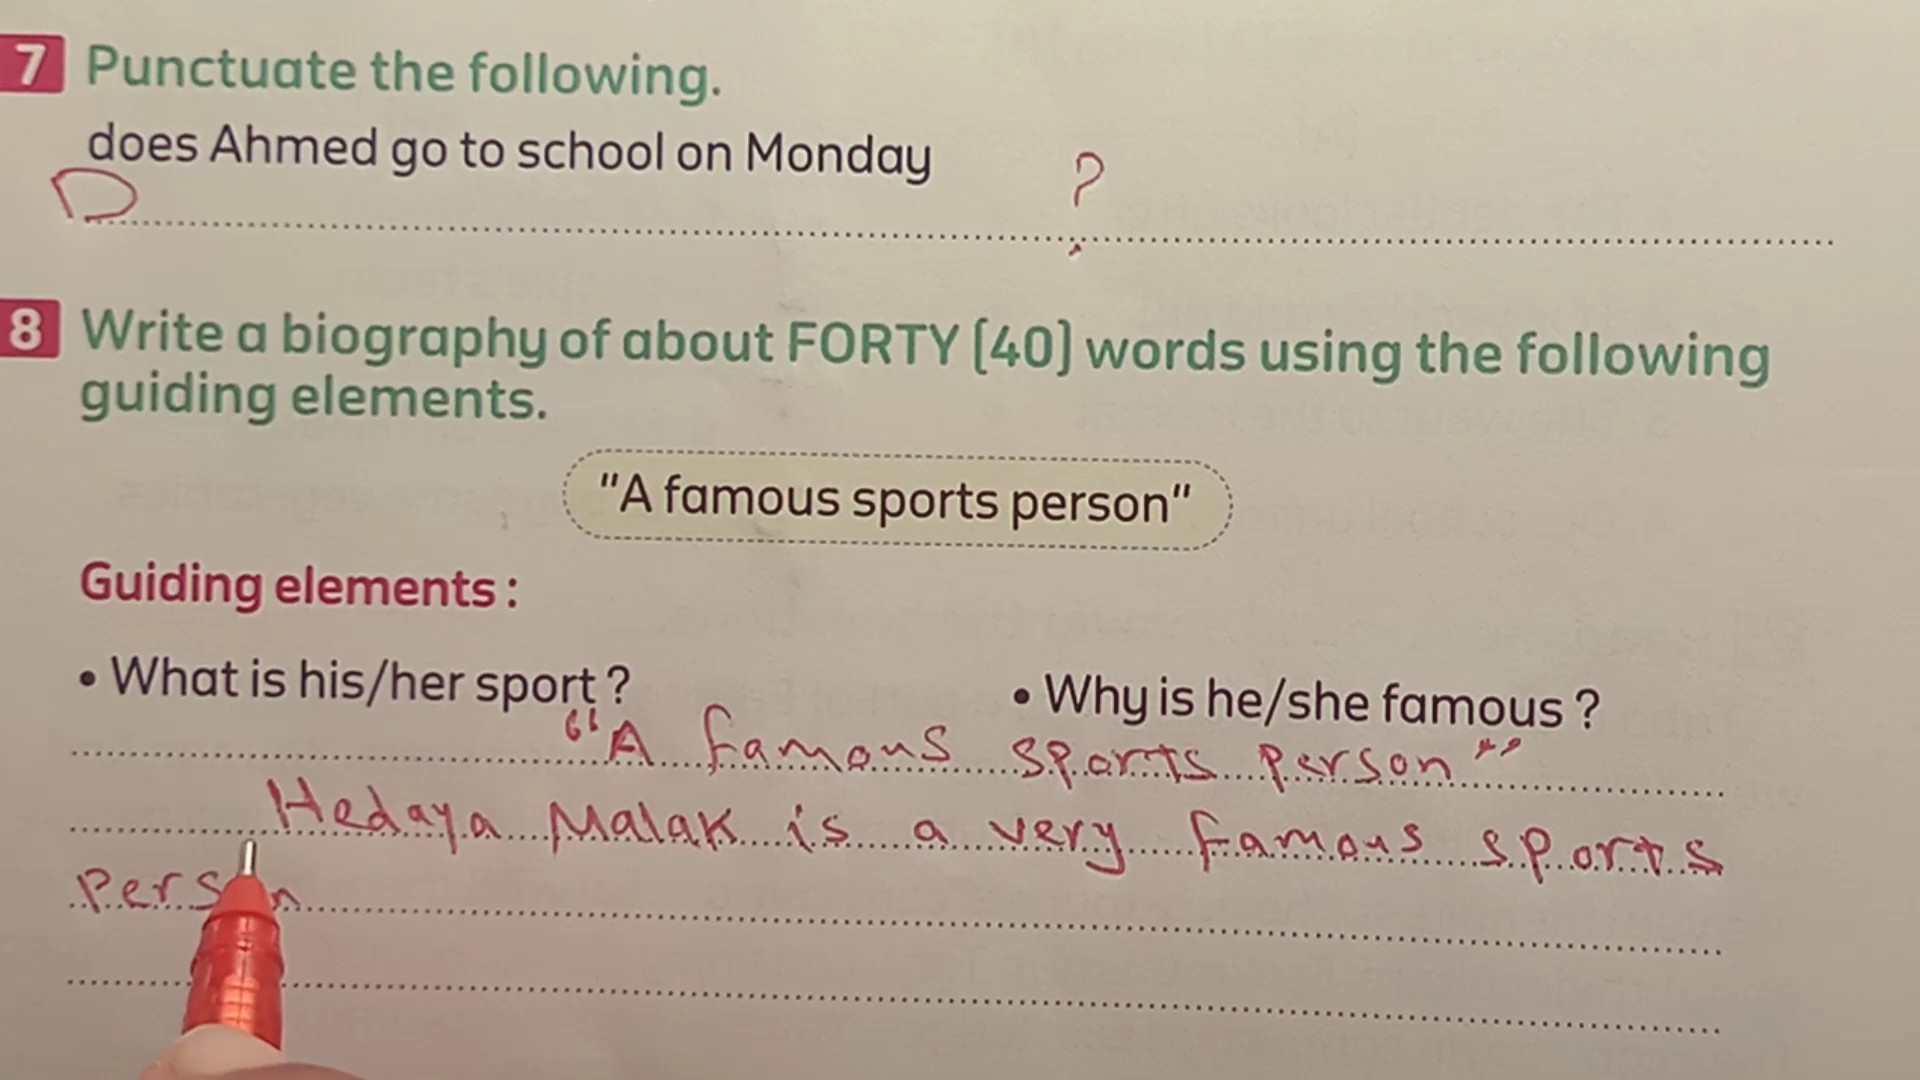 7 Punctuate the following.
does Ahmed go to school on Monday
D ?
8 Write a biography of about FORTY (40) words using the following
guiding elements.
"A famous sports person"
Guiding elements :
• What is his/her sport ? • Why is he/she famous ?
"A famous sports person"
Hedaya Malak is a very famous sports
person